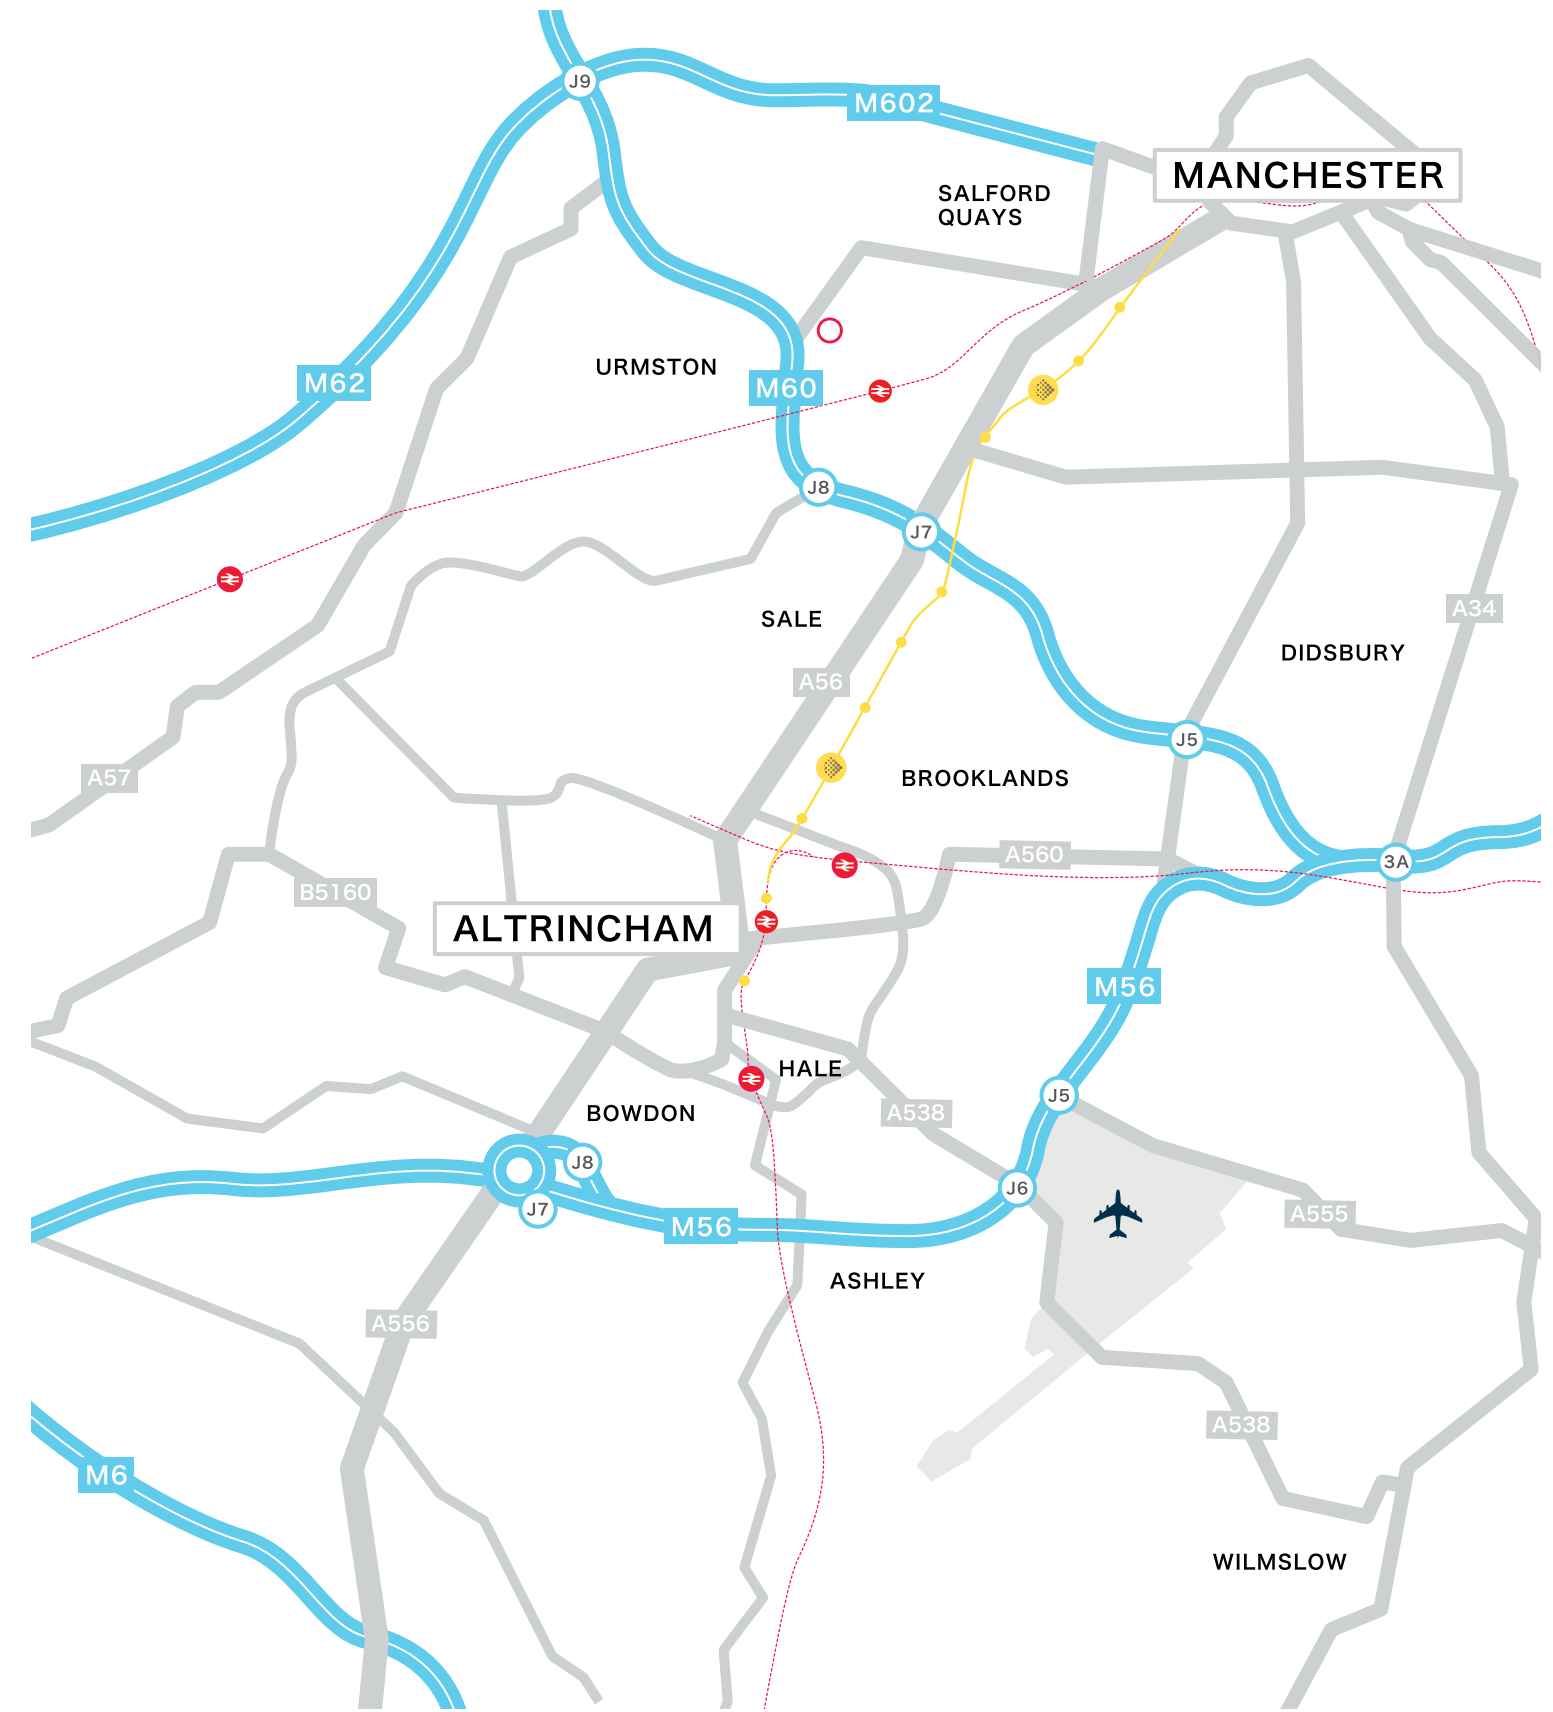 J9
M602
MANCHESTER
SALFORD
QUAYS
URMSTON
M62
M60
J8
J7
SALE
A34
DIDSBURY
A56
J5
A57
BROOKLANDS
A560
3A
B5160
ALTRINCHAM
M56
HALE
J5
BOWDON
A538
J8
J6
J7
A555
M56
ASHLEY
A556
A538
M6
WILMSLOW